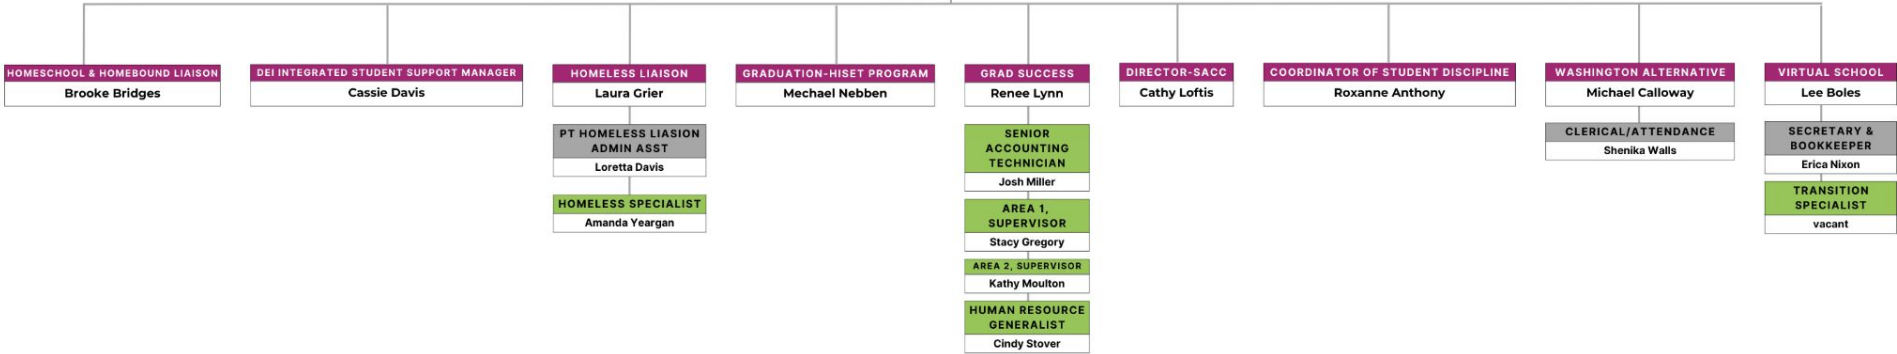 HOMESCHOOL & HOMEBOUND LIAISON
Brooke Bridges
DEI INTEGRATED STUDENT SUPPORT MANAGER
Cassie Davis
HOMELESS LIAISON
Laura Grier
PT HOMELESS LIASION
ADMIN ASST
Loretta Davis
HOMELESS SPECIALIST
Amanda Yeargan
GRADUATION-HISET PROGRAM
Mechael Nebben
GRAD SUCCESS
Renee Lynn
SENIOR
ACCOUNTING
TECHNICIAN
Josh Miller
AREA 1,
SUPERVISOR
Stacy Gregory
AREA 2, SUPERVISOR
Kathy Moulton
HUMAN RESOURCE
GENERALIST
Cindy Stover
DIRECTOR-SACC
Cathy Loftis
COORDINATOR OF STUDENT DISCIPLINE
Roxanne Anthony
WASHINGTON ALTERNATIVE
Michael Calloway
CLERICAL/ATTENDANCE
Shenika Walls
VIRTUAL SCHOOL
Lee Boles
SECRETARY &
BOOKKEEPER
Erica Nixon
TRANSITION
SPECIALIST
vacant